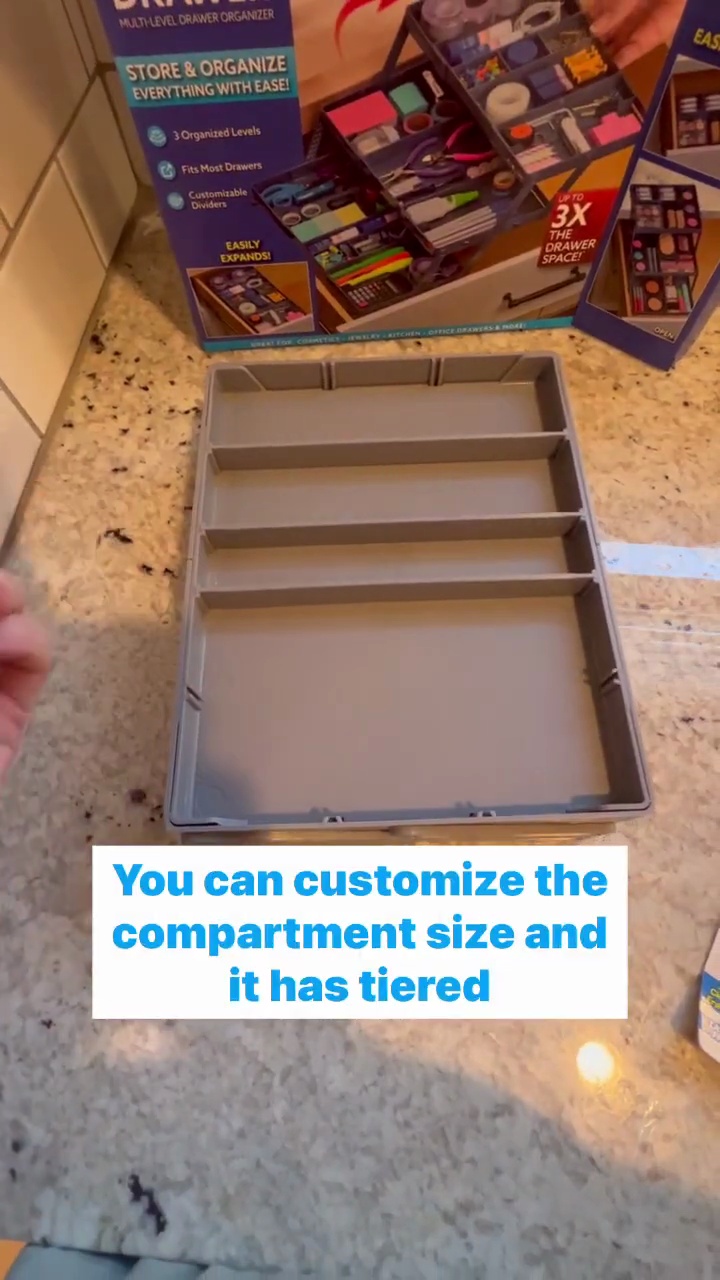 MULTI-LEVEL DRAWER ORGANIZER
STORE & ORGANIZE
EVERYTHING WITH EASE!
3 Organized Levels
Fits Most Drawers
Customizable
Dividers
EASILY
EXPANDS!
UP TO
3X
THE
DRAWER
SPACE!
GREAT FOR: COSMETICS - JEWELRY - KITCHEN - OFFICE DRAWERS & MORE!
OPEN
You can customize the
compartment size and
it has tiered